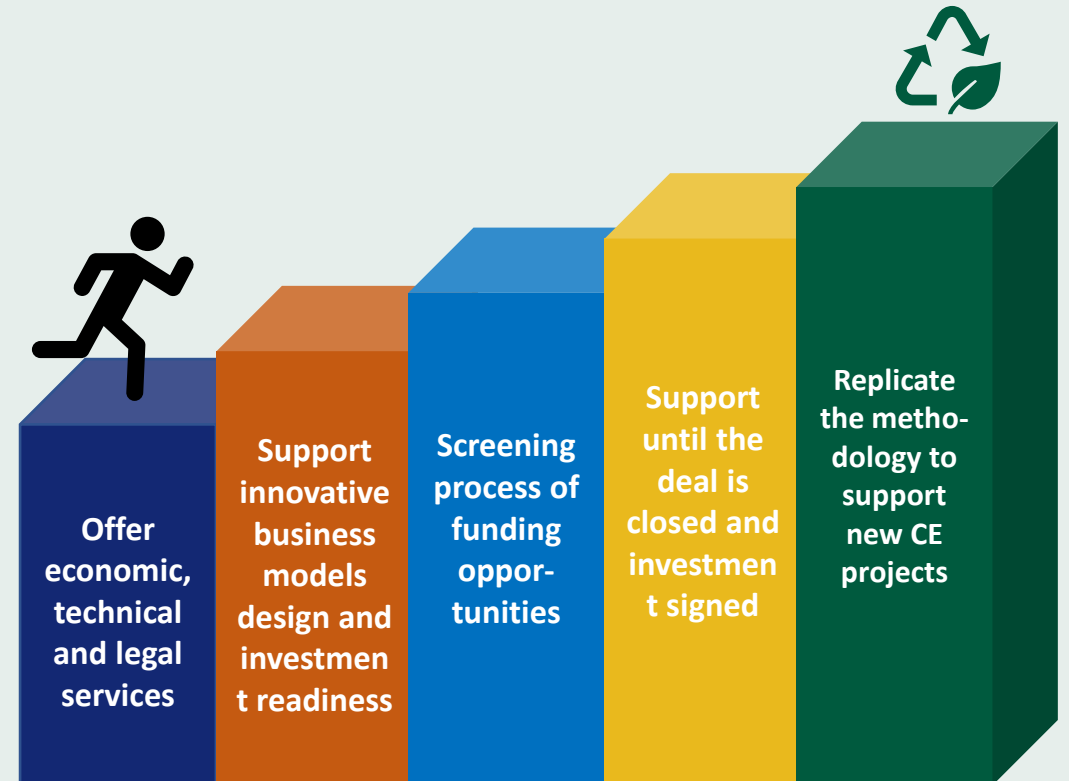 Offer
economic,
technical
and legal
services
Support
innovative
business
models
design and
investmen
t readiness
Screening
process of
funding
oppor-
tunities
Support
until the
deal is
closed and
investmen
t signed
Replicate
the metho-
dology to
support
new CE
projects